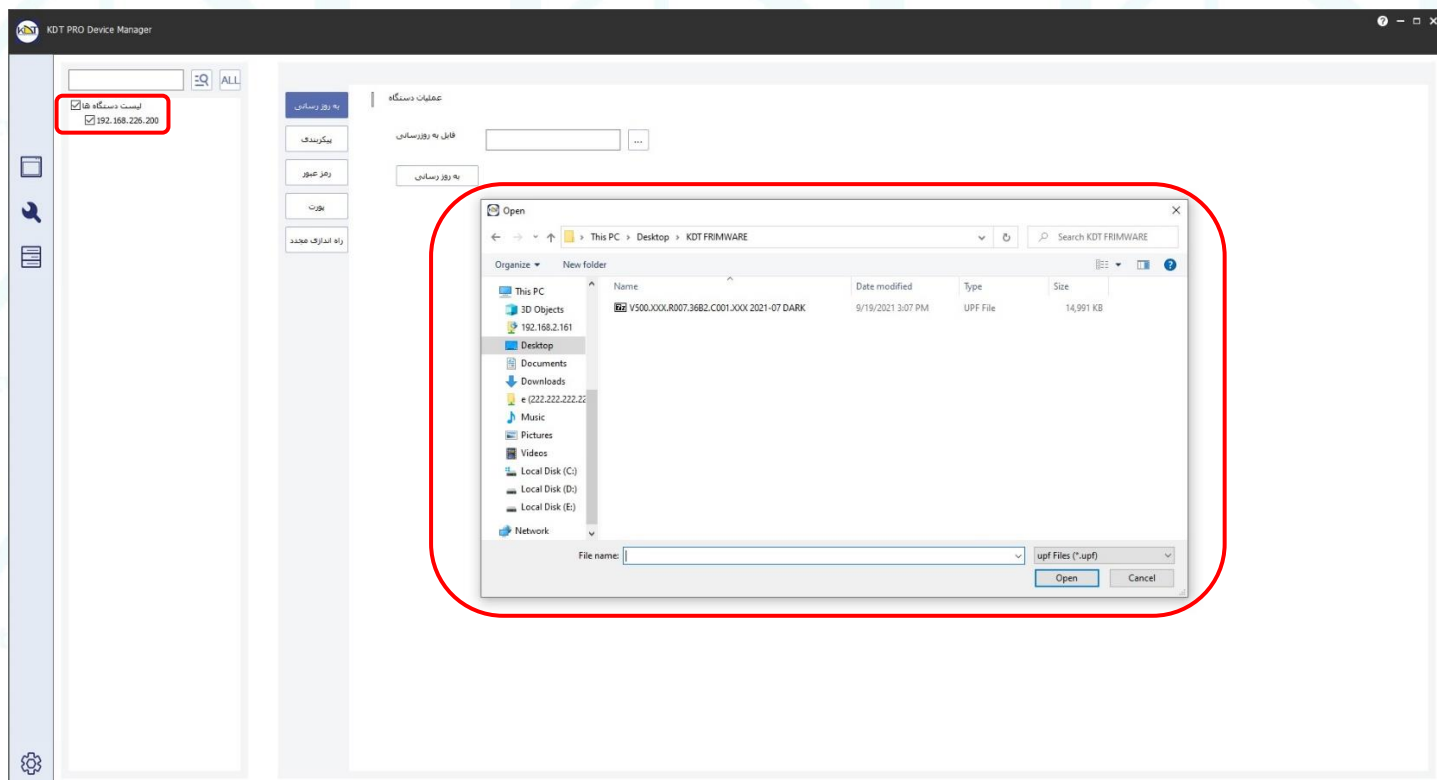 KDT KDT PRO Device Manager
ALL
لیست دستگاه ها
192.168.226.200
به روز رسانی
پیکربندی
رمز عبور
پورت
راه اندازی مجدد
عملیات دستگاه
فایل به روزرسانی
...
به روز رسانی
Open
This PC > Desktop > KDT FRIMWARE
Search KDT FRIMWARE
Organize
New folder
Name Date modified Type Size
V500.XXX.R007.36B2.C001.XXX 2021-07 DARK 9/19/2021 3:07 PM UPF File 14,991 KB
This PC
3D Objects
192.168.2.161
Desktop
Documents
Downloads
e (222.222.222.22
Music
Pictures
Videos
Local Disk (C:)
Local Disk (D:)
Local Disk (E:)
Network
File name:
upf Files (*.upf)
Open Cancel